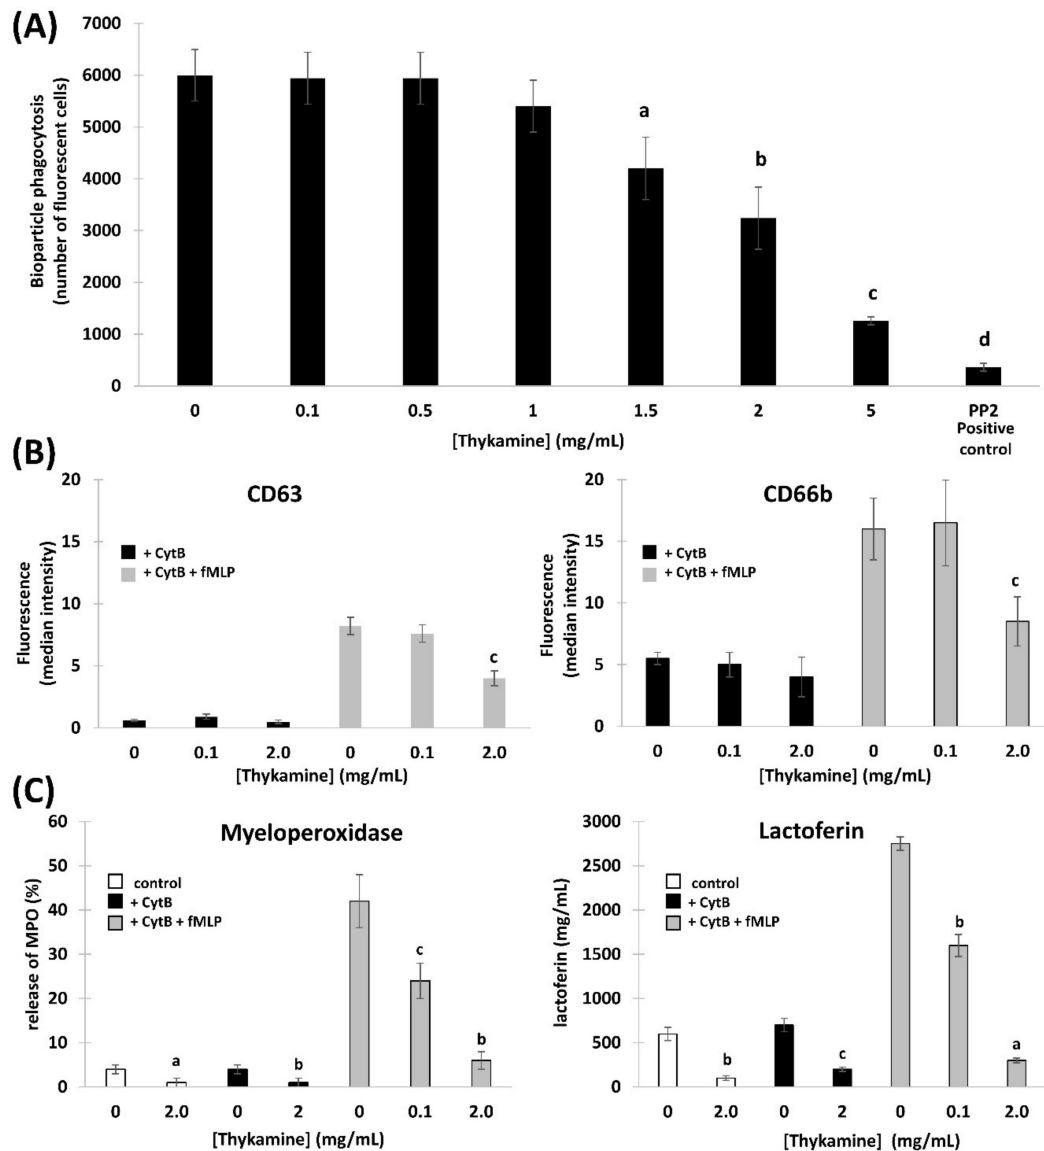 (A)
7000
6000
5000
4000
3000
2000
1000
0
Bioparticle phagocytosis
(number of fluorescent cells)
a
b
c
d
0 0.1 0.5 1 1.5 2 5 PP2
Positive
control
[Thykamine] (mg/mL)
(B)
CD63
20
15
10
5
0
Fluorescence
(median intensity)
+ CytB
+ CytB + fMLP
c
0 0.1 2.0 0 0.1 2.0
[Thykamine] (mg/mL)
CD66b
20
15
10
5
0
Fluorescence
(median intensity)
+ CytB
+ CytB + fMLP
c
0 0.1 2.0 0 0.1 2.0
[Thykamine] (mg/mL)
(C)
Myeloperoxidase
60
50
40
30
20
10
0
release of MPO (%)
control
+ CytB
+ CytB + fMLP
a
b
c
b
0 2.0 0 2 0 0.1 2.0
[Thykamine] (mg/mL)
Lactoferin
3000
2500
2000
1500
1000
500
0
lactoferin (mg/mL)
control
+ CytB
+ CytB + fMLP
b
c
b
a
0 2.0 0 2 0 0.1 2.0
[Thykamine] (mg/mL)